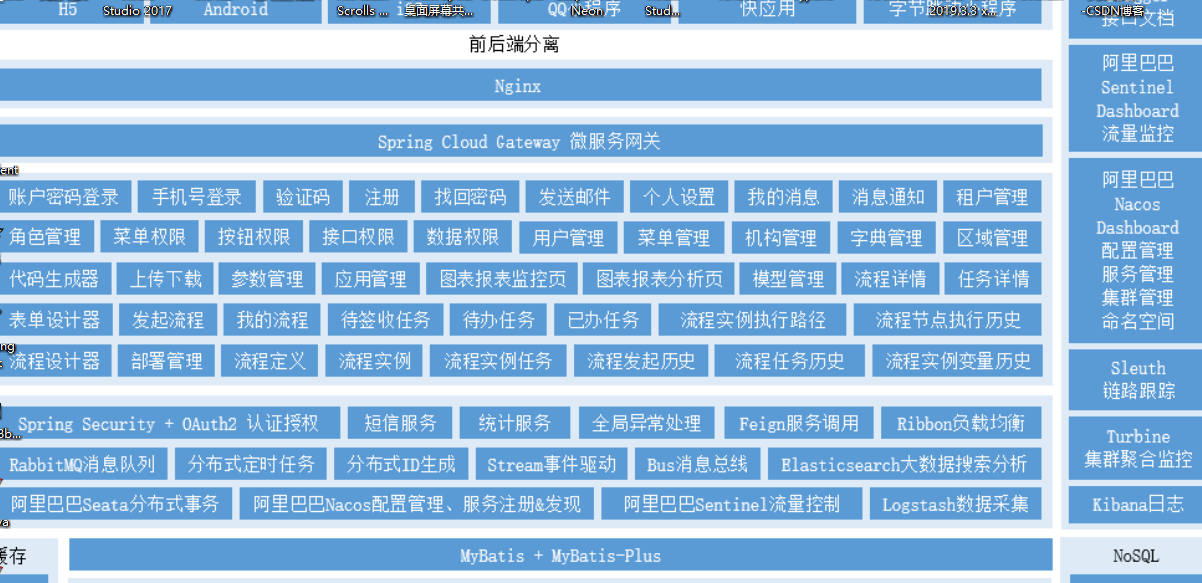 H5
Android
QQ
程序
快应用
程序
Studio 2017
Scrolls ...
桌面屏幕共...
Neon
Stud...
2019.3.3 x...
-CSDN博客
接口文档
前后端分离
Nginx
Spring Cloud Gateway 微服务网关
账户密码登录 手机号登录 验证码 注册 找回密码 发送邮件 个人设置 我的消息 消息通知 租户管理
角色管理 菜单权限 按钮权限 接口权限 数据权限 用户管理 菜单管理 机构管理 字典管理 区域管理
代码生成器 上传下载 参数管理 应用管理 图表报表监控页 图表报表分析页 模型管理 流程详情 任务详情
表单设计器 发起流程 我的流程 待签收任务 待办任务 已办任务 流程实例执行路径 流程节点执行历史
流程设计器 部署管理 流程定义 流程实例 流程实例任务 流程发起历史 流程任务历史 流程实例变量历史
Spring Security + OAuth2 认证授权 短信服务 统计服务 全局异常处理 Feign服务调用 Ribbon负载均衡
RabbitMQ消息队列 分布式定时任务 分布式ID生成 Stream事件驱动 Bus消息总线 Elasticsearch大数据搜索分析
阿里巴巴Seata分布式事务 阿里巴巴Nacos配置管理、服务注册&发现 阿里巴巴Sentinel流量控制 Logstash数据采集
缓存
MyBatis + MyBatis-Plus
阿里巴巴
Sentinel
Dashboard
流量监控
阿里巴巴
Nacos
Dashboard
配置管理
服务管理
集群管理
命名空间
Sleuth
链路跟踪
Turbine
集群聚合监控
Kibana日志
NoSQL